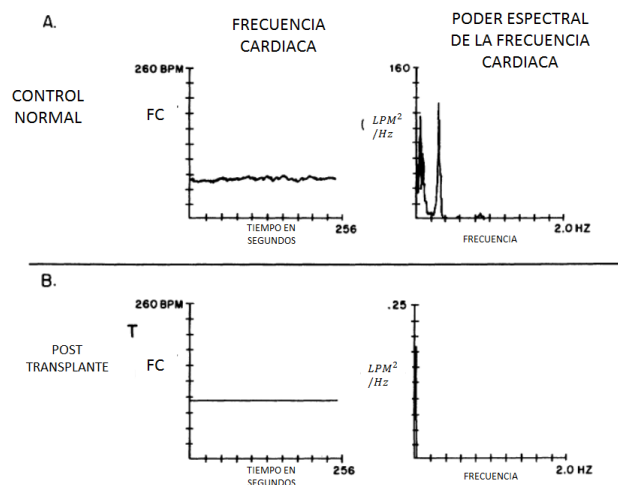 A.
FRECUENCIA
CARDIACA
PODER ESPECTRAL
DE LA FRECUENCIA
CARDIACA
CONTROL
NORMAL
260 BPM
FC
TIEMPO EN
SEGUNDOS
256
160
( LPM²
/Hz
FRECUENCIA
2.0 HZ
B.
POST
TRANSPLANTE
260 BPM
T
FC
TIEMPO EN
SEGUNDOS
256
.25
LPM²
/Hz
FRECUENCIA
2.0 HZ